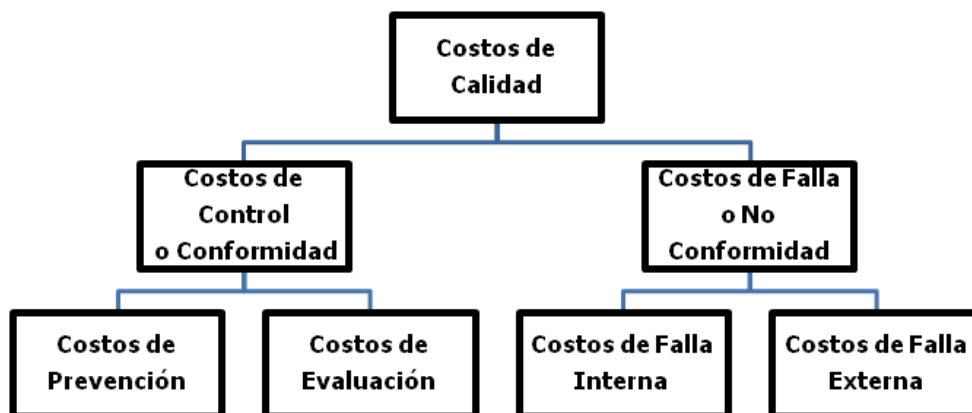 Costos de
Calidad
Costos de
Control
o Conformidad
Costos de Falla
o No
Conformidad
Costos de
Prevención
Costos de
Evaluación
Costos de Falla
Interna
Costos de Falla
Externa